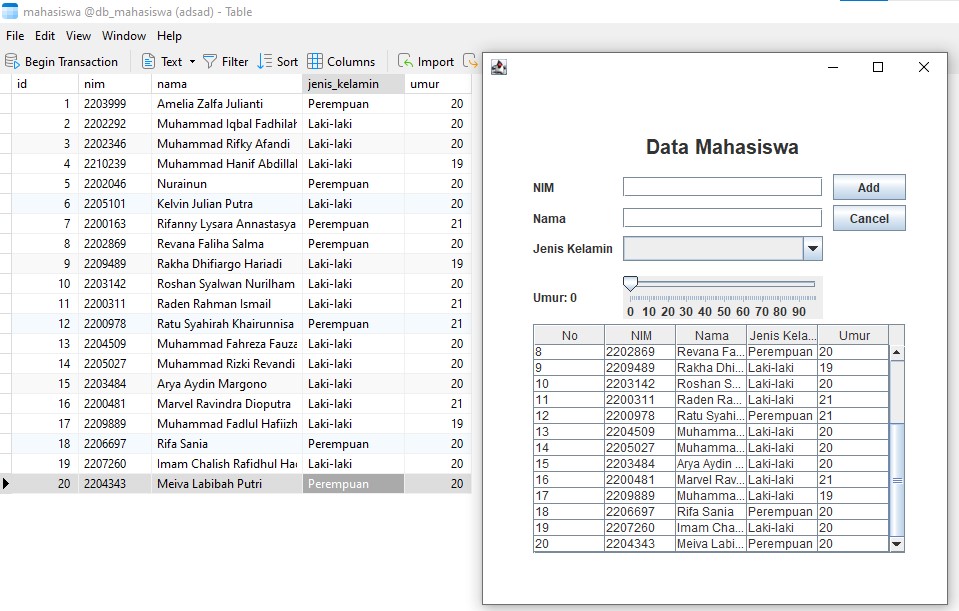 mahasiswa @db_mahasiswa (adsad) - Table
File Edit View Window Help
Begin Transaction Text Filter Sort Columns Import
id nim nama jenis_kelamin umur
1 2203999 Amelia Zalfa Julianti Perempuan 20
2 2202292 Muhammad Iqbal Fadhilah Laki-laki 20
3 2202346 Muhammad Rifky Afandi Laki-laki 20
4 2210239 Muhammad Hanif Abdillal Laki-laki 19
5 2202046 Nurainun Perempuan 20
6 2205101 Kelvin Julian Putra Laki-laki 20
7 2200163 Rifanny Lysara Annastasya Perempuan 21
8 2202869 Revana Faliha Salma Perempuan 20
9 2209489 Rakha Dhifiargo Hariadi Laki-laki 19
10 2203142 Roshan Syalwan Nurilham Laki-laki 20
11 2200311 Raden Rahman Ismail Laki-laki 21
12 2200978 Ratu Syahirah Khairunnisa Perempuan 21
13 2204509 Muhammad Fahreza Fauza Laki-laki 20
14 2205027 Muhammad Rizki Revandi Laki-laki 20
15 2203484 Arya Aydin Margono Laki-laki 20
16 2200481 Marvel Ravindra Dioputra Laki-laki 21
17 2209889 Muhammad Fadlul Hafiizh Laki-laki 19
18 2206697 Rifa Sania Perempuan 20
19 2207260 Imam Chalish Rafidhul Ha Laki-laki 20
20 2204343 Meiva Labibah Putri Perempuan 20
Data Mahasiswa
NIM Add
Nama Cancel
Jenis Kelamin
Umur: 0
0 10 20 30 40 50 60 70 80 90
No NIM Nama Jenis Kela... Umur
8 2202869 Revana Fa... Perempuan 20
9 2209489 Rakha Dhi... Laki-laki 19
10 2203142 Roshan S... Laki-laki 20
11 2200311 Raden Ra... Laki-laki 21
12 2200978 Ratu Syahi... Perempuan 21
13 2204509 Muhamma... Laki-laki 20
14 2205027 Muhamma... Laki-laki 20
15 2203484 Arya Aydin ... Laki-laki 20
16 2200481 Marvel Rav... Laki-laki 21
17 2209889 Muhamma... Laki-laki 19
18 2206697 Rifa Sania Perempuan 20
19 2207260 Imam Cha... Laki-laki 20
20 2204343 Meiva Labi... Perempuan 20